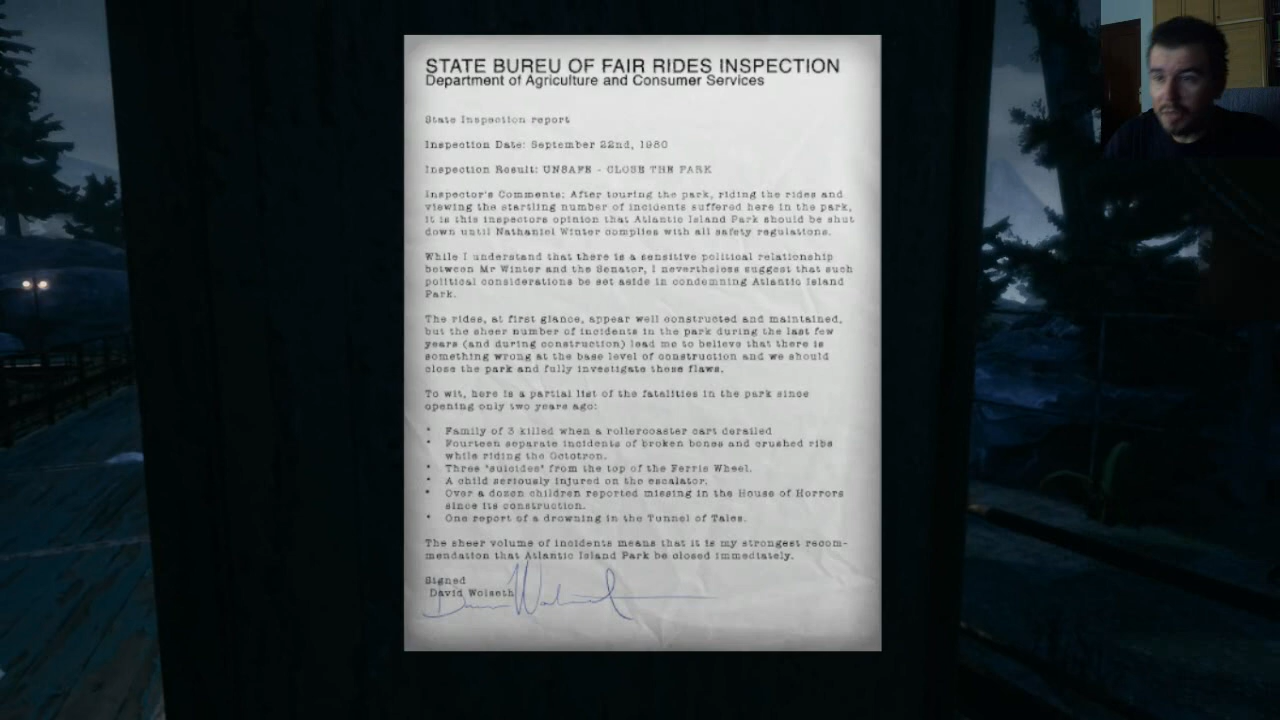 STATE BUREU OF FAIR RIDES INSPECTION
Department of Agriculture and Consumer Services
State Inspection report
Inspection Date: September 22nd, 1980
Inspection Result: UNSAFE - CLOSE THE PARK
Inspector's Comments: After touring the park, riding the rides and
viewing the startling number of incidents suffered here in the park,
it is this inspectors opinion that Atlantic Island Park should be shut
down until Nathaniel Winter complies with all safety regulations.
While I understand that there is a sensitive political relationship
between Mr Winter and the Senator, I nevertheless suggest that such
political considerations be set aside in condemning Atlantic Island
Park.
The rides, at first glance, appear well constructed and maintained,
but the sheer number of incidents in the park during the last few
years (and during construction) lead me to believe that there is
something wrong at the base level of construction and we should
close the park and fully investigate these flaws.
To wit, here is a partial list of the fatalities in the park since
opening only two years ago:
* Family of 3 killed when a rollercoaster cart derailed
* Fourteen separate incidents of broken bones and crushed ribs
while riding the Octotron.
* Three 'suicides' from the top of the Ferris Wheel.
* A child seriously injured on the escalator.
* Over a dozen children reported missing in the House of Horrors
since its construction.
* One report of a drowning in the Tunnel of Tales.
The sheer volume of incidents means that it is my strongest recom-
mendation that Atlantic Island Park be closed immediately.
Signed
David Wolseth